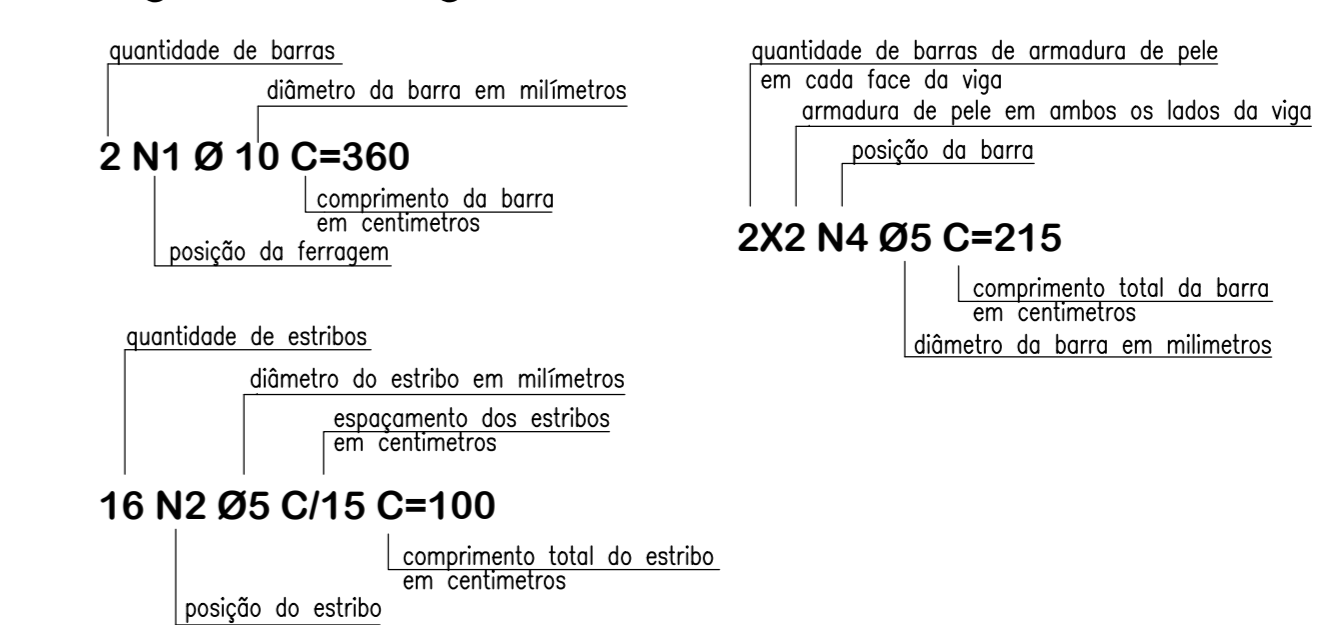 quantidade de barras
diâmetro da barra em milímetros
2 N1 Ø 10 C=360
comprimento da barra
em centimetros
posição da ferragem
quantidade de barras de armadura de pele
em cada face da viga
armadura de pele em ambos os lados da viga
posição da barra
2X2 N4 Ø5 C=215
comprimento total da barra
em centimetros
diâmetro da barra em milimetros
quantidade de estribos
diâmetro do estribo em milímetros
espaçamento dos estribos
em centimetros
16 N2 Ø5 C/15 C=100
comprimento total do estribo
em centimetros
posição do estribo